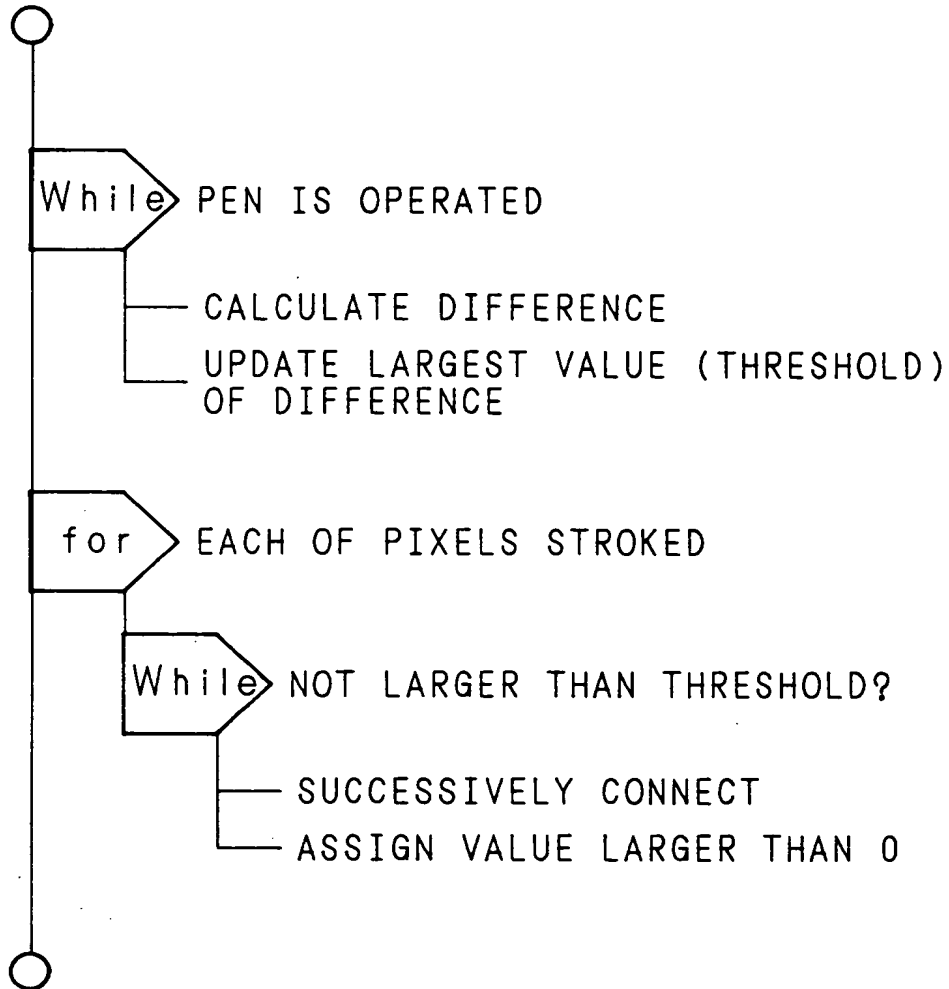 While PEN IS OPERATED
CALCULATE DIFFERENCE
UPDATE LARGEST VALUE (THRESHOLD)
OF DIFFERENCE
for EACH OF PIXELS STROKED
While NOT LARGER THAN THRESHOLD?
SUCCESSIVELY CONNECT
ASSIGN VALUE LARGER THAN 0